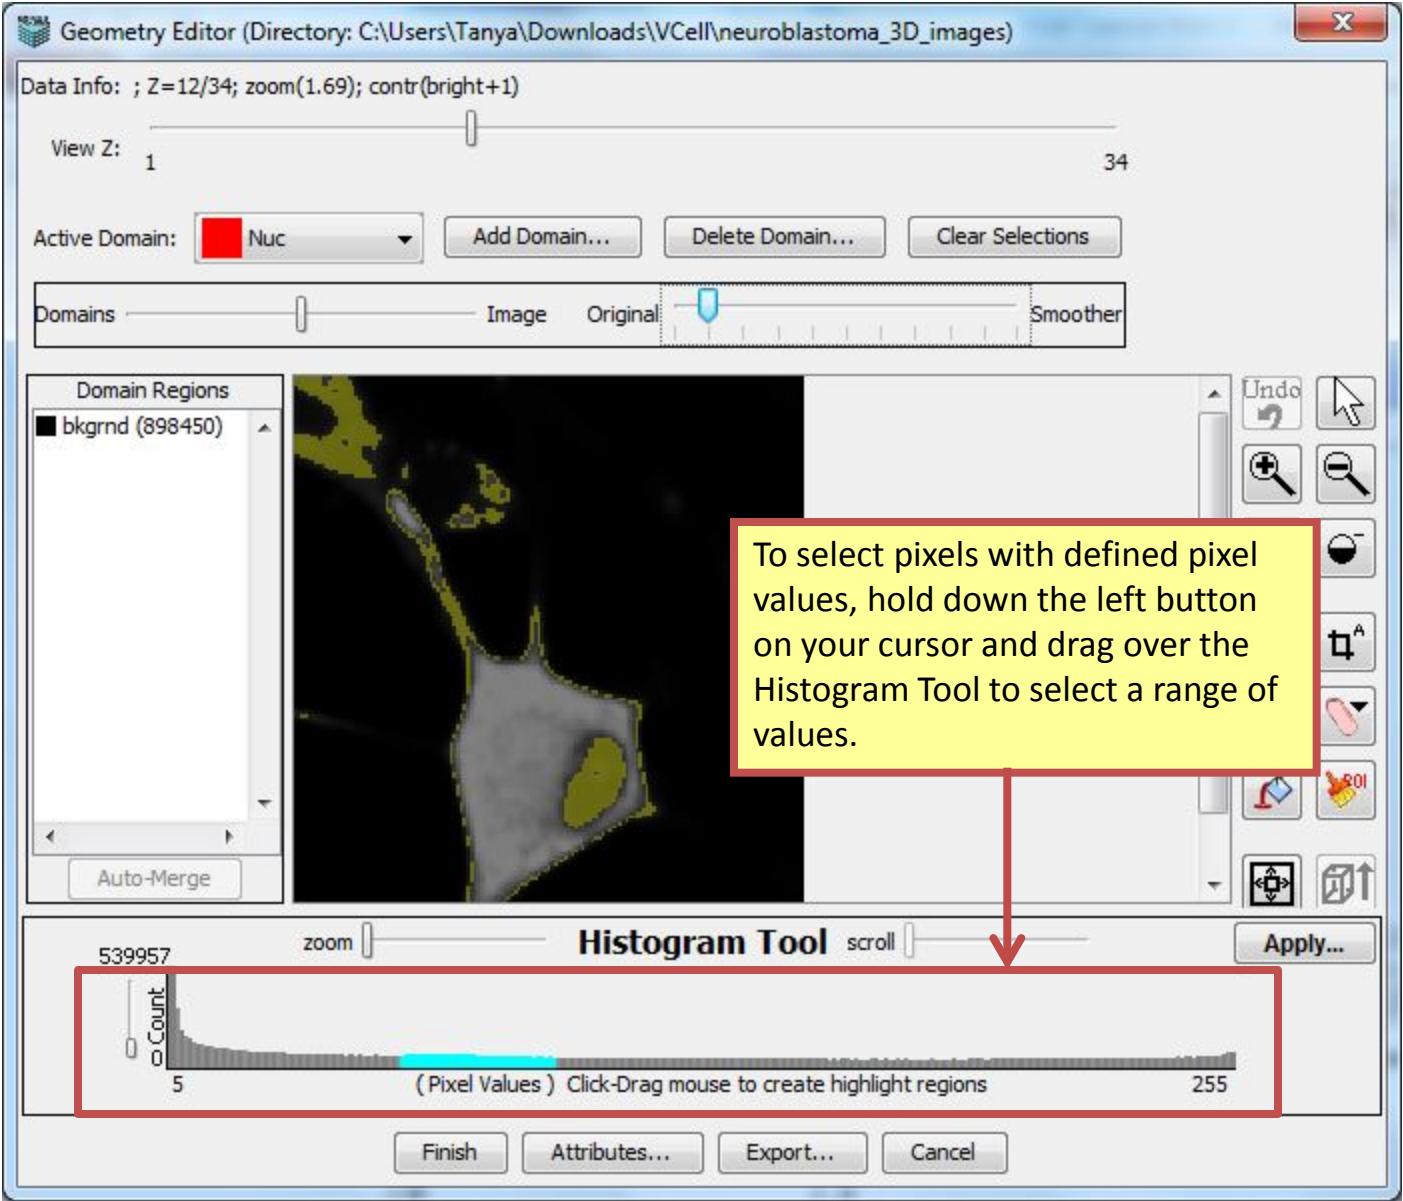 Geometry Editor (Directory: C:\Users\Tanya\Downloads\VCell\neuroblastoma_3D_images)
X
Data Info: ; Z=12/34; zoom(1.69); contr(bright+1)
View Z:
1
34
Active Domain:
Nuc
Add Domain...
Delete Domain...
Clear Selections
Domains
Image
Original
Smoother
Domain Regions
bkgrnd (898450)
Undo
To select pixels with defined pixel
values, hold down the left button
on your cursor and drag over the
Histogram Tool to select a range of
values.
A
ROI
Auto-Merge
zoom
Histogram Tool
scroll
Apply...
539957
0 Count
5
( Pixel Values ) Click-Drag mouse to create highlight regions
255
Finish
Attributes...
Export...
Cancel